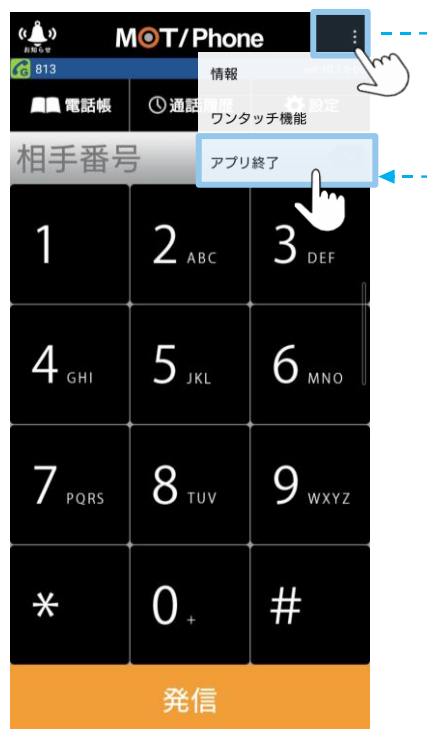 お知らせ
MOT/Phone
813
情報
電話帳
通話履歴
設定
ワンタッチ機能
相手番号
アプリ終了
1
2 ABC
3 DEF
4 GHI
5 JKL
6 MNO
7 PQRS
8 TUV
9 WXYZ
*
0 +
#
発信